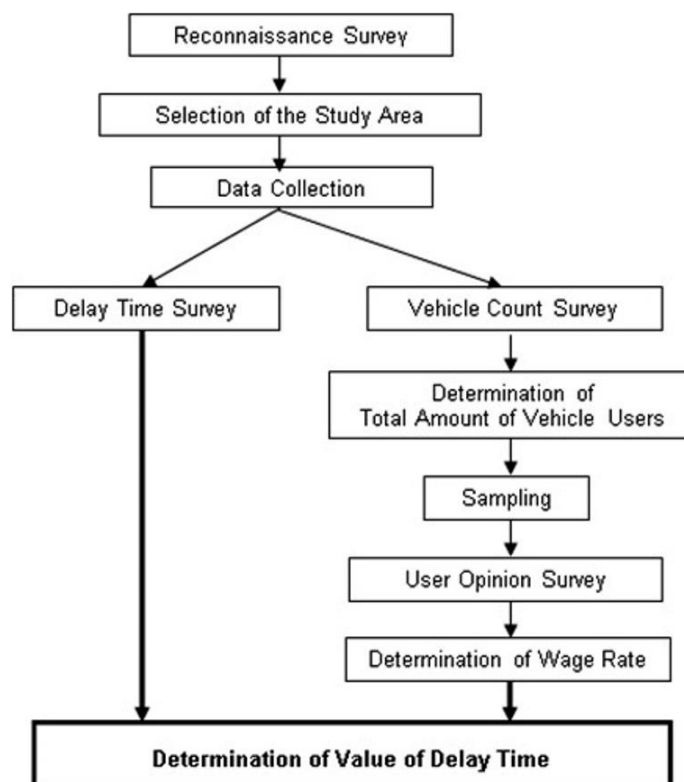 Reconnaissance Survey
Selection of the Study Area
Data Collection
Delay Time Survey
Vehicle Count Survey
Determination of
Total Amount of Vehicle Users
Sampling
User Opinion Survey
Determination of Wage Rate
Determination of Value of Delay Time